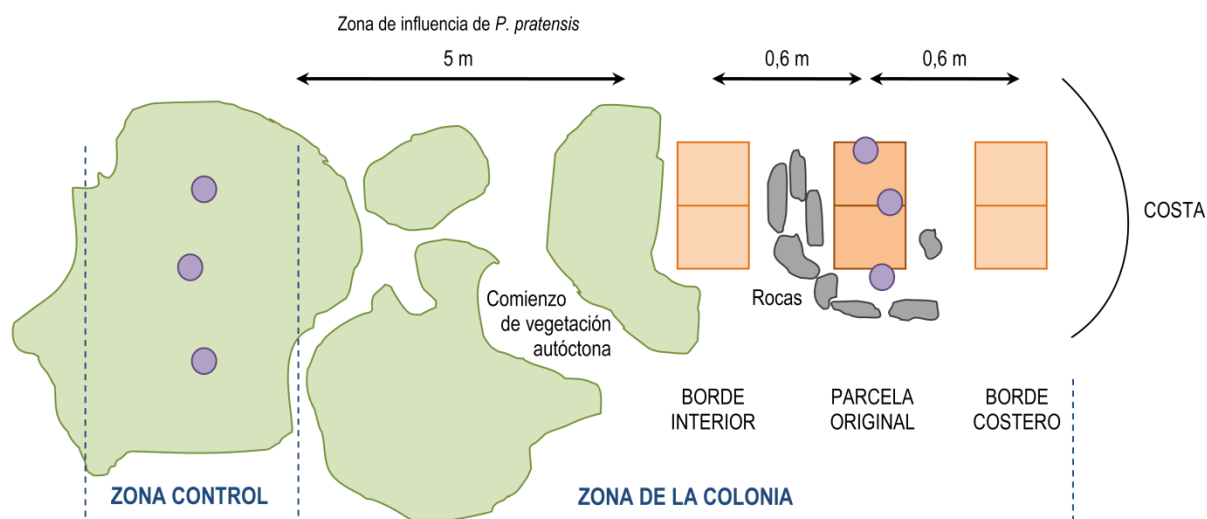 Zona de influencia de P. pratensis
5 m
0,6 m
0,6 m
COSTA
Rocas
Comienzo
de vegetación
autóctona
BORDE
INTERIOR
PARCELA
ORIGINAL
BORDE
COSTERO
ZONA CONTROL
ZONA DE LA COLONIA